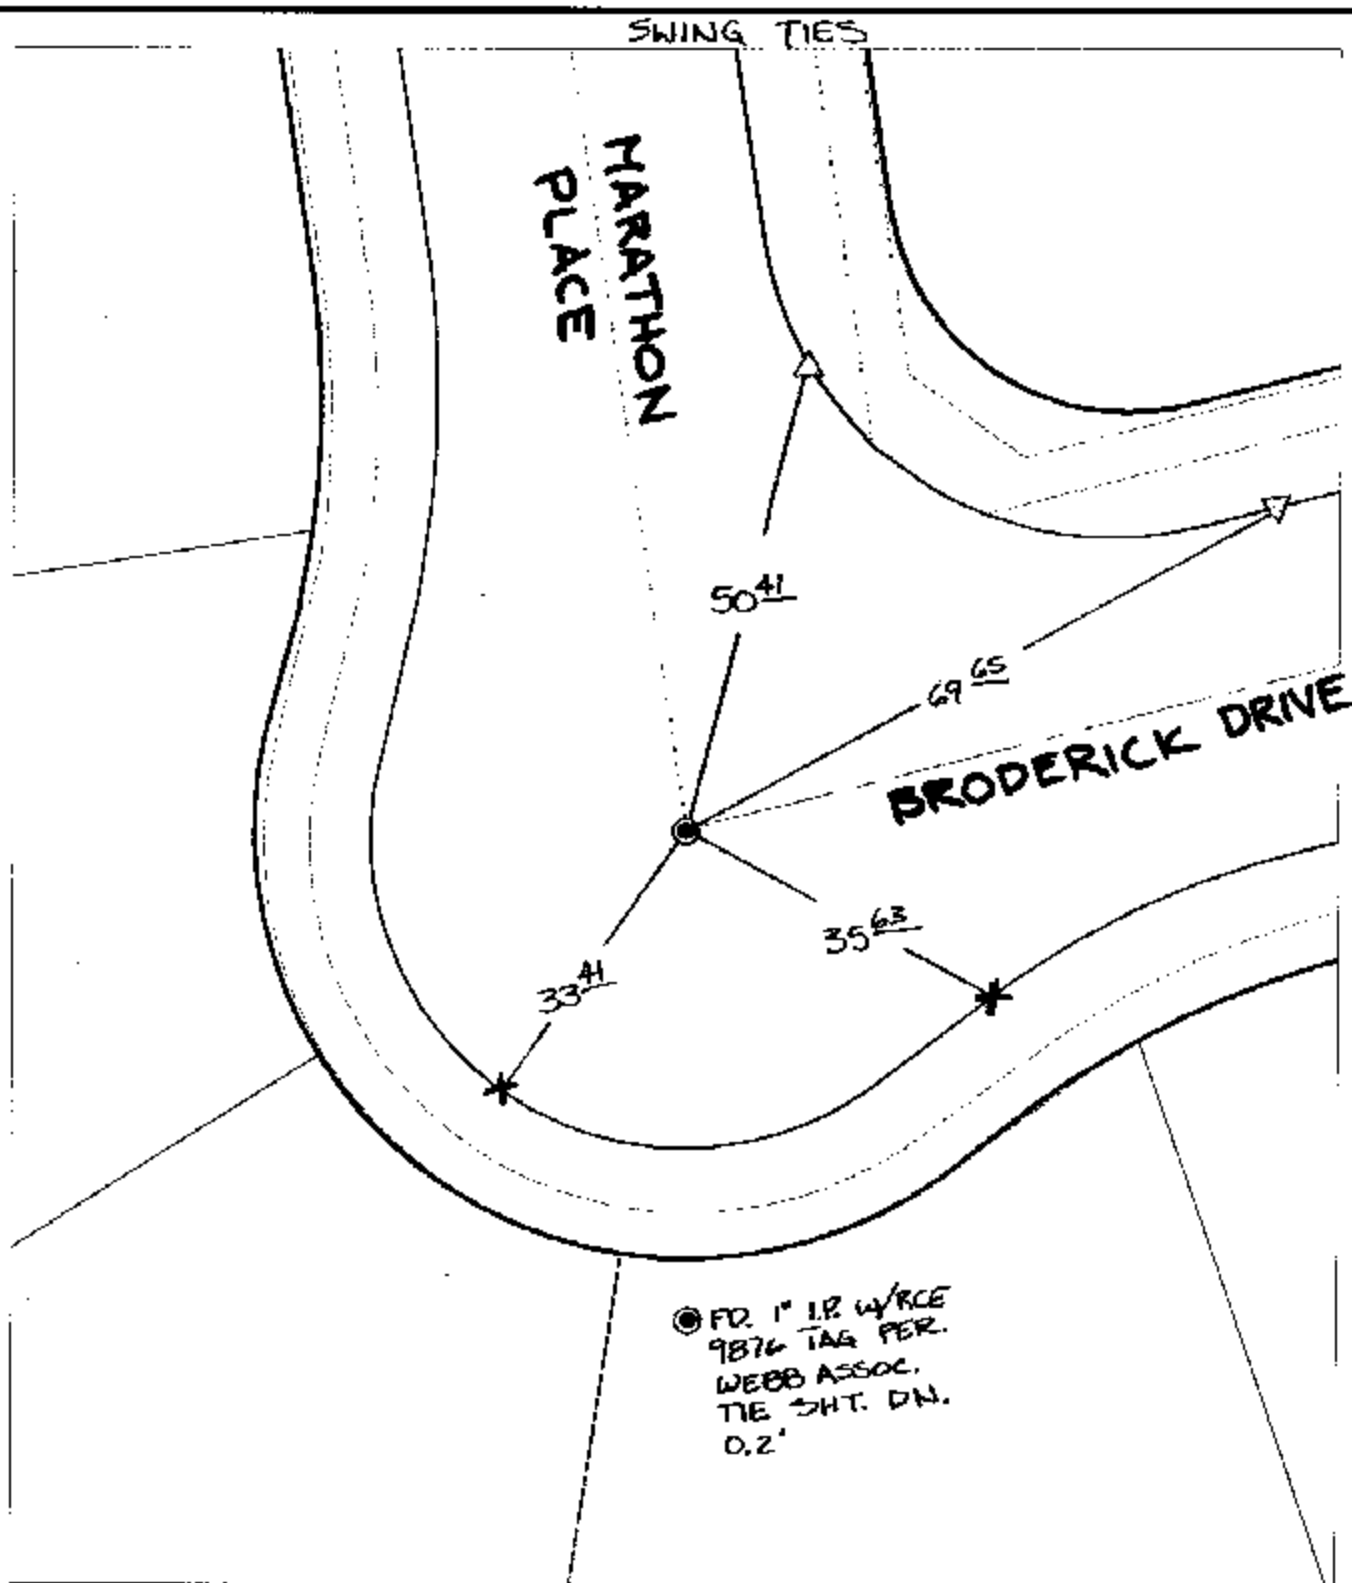 SWING TIES
MARATHON
PLACE
50 41
69 65
BRODERICK DRIVE
35 63
33 41
FD. 1" I.P. W/RCE
9876 TAG PER.
WEBB ASSOC.
TIE SHT. DN.
0.2'